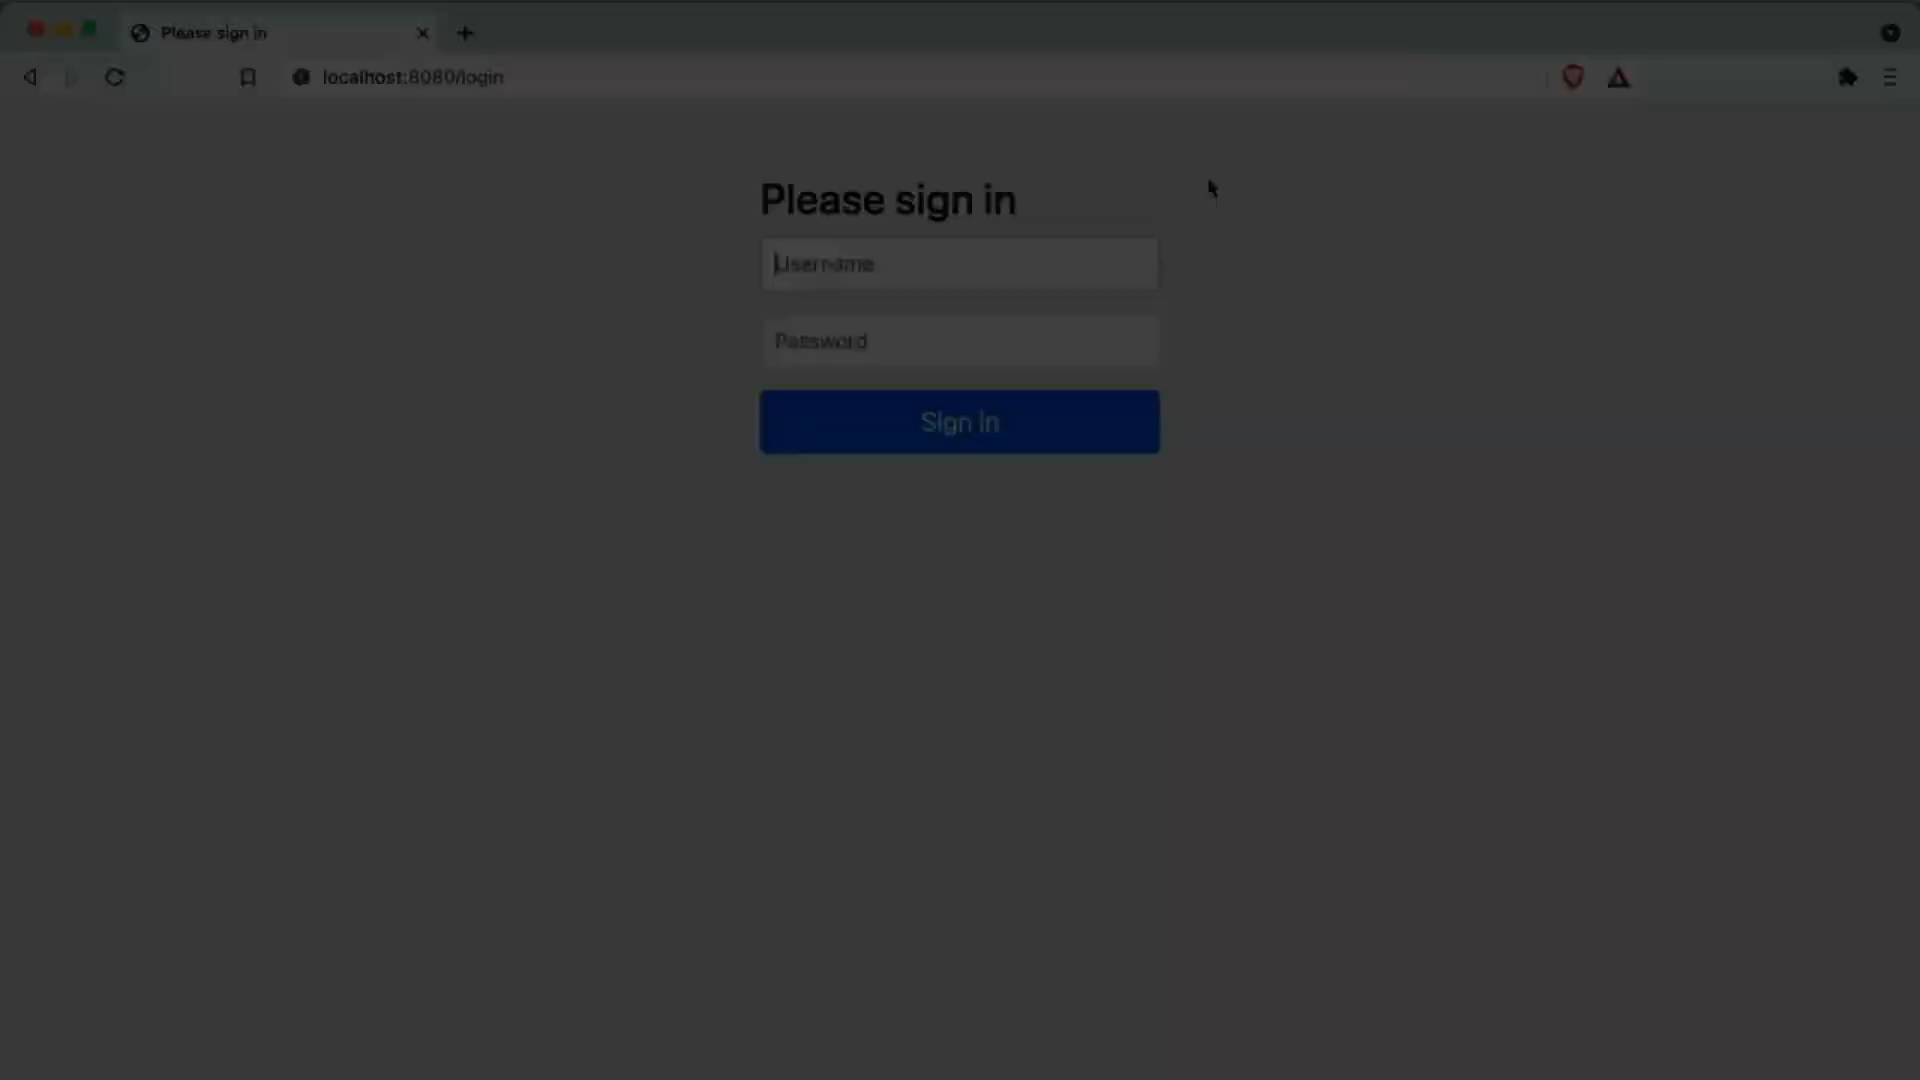 Please sign in
localhost:8080/login
Please sign in
Username
Password
Sign in